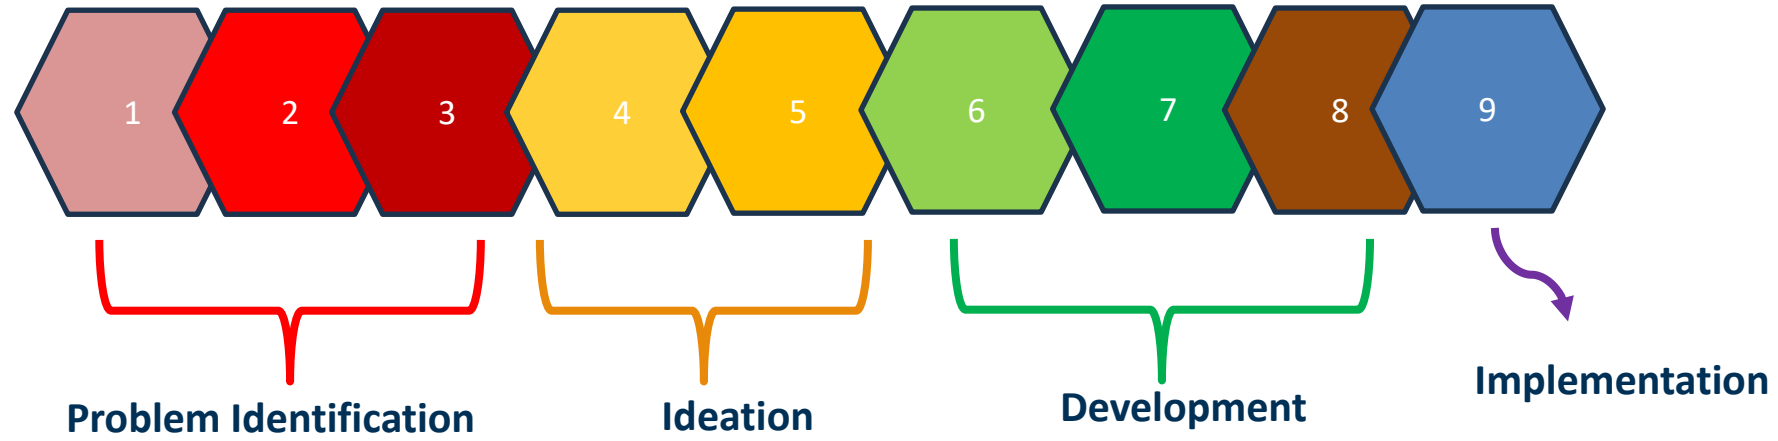 1 2 3 4 5 6 7 8 9
Problem Identification
Ideation
Development
Implementation